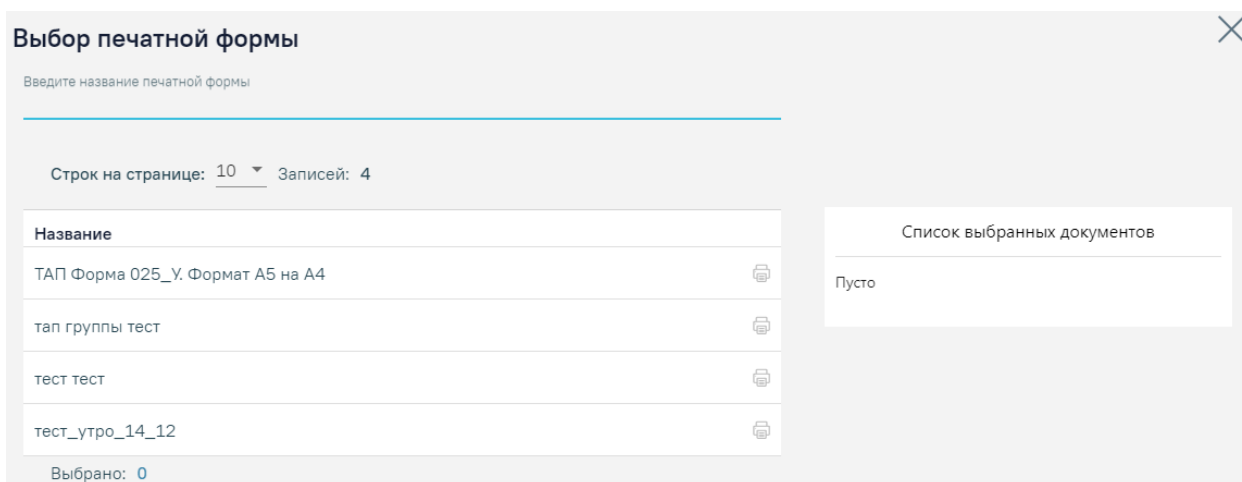 Выбор печатной формы
Введите название печатной формы
Строк на странице: 10 Записей: 4
Название
ТАП Форма 025_У. Формат А5 на А4
тап группы тест
тест тест
тест_утро_14_12
Выбрано: 0
Список выбранных документов
Пусто